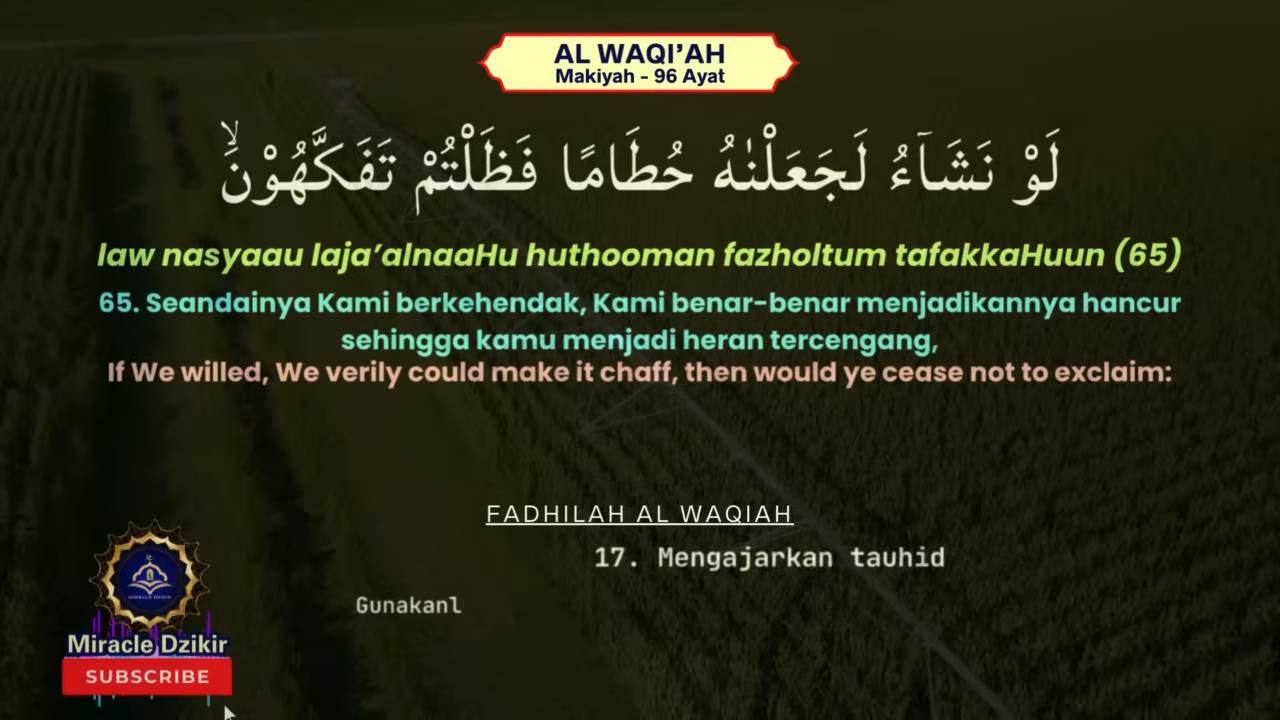 AL WAQI’AH
Makiyah - 96 Ayat
لَوْ نَشَاۤءُ لَجَعَلْنٰهُ حُطَامًا فَظَلْتُمْ تَفَكَّهُوْنَۙ
law nasyaau laja’alnaaHu huthooman fazholtum tafakkaHuun (65)
65. Seandainya Kami berkehendak, Kami benar-benar menjadikannya hancur
sehingga kamu menjadi heran tercengang,
If We willed, We verily could make it chaff, then would ye cease not to exclaim:
FADHILAH AL WAQIAH
17. Mengajarkan tauhid
Gunakanl
MIRACLE DZIKIR
Miracle Dzikir
SUBSCRIBE